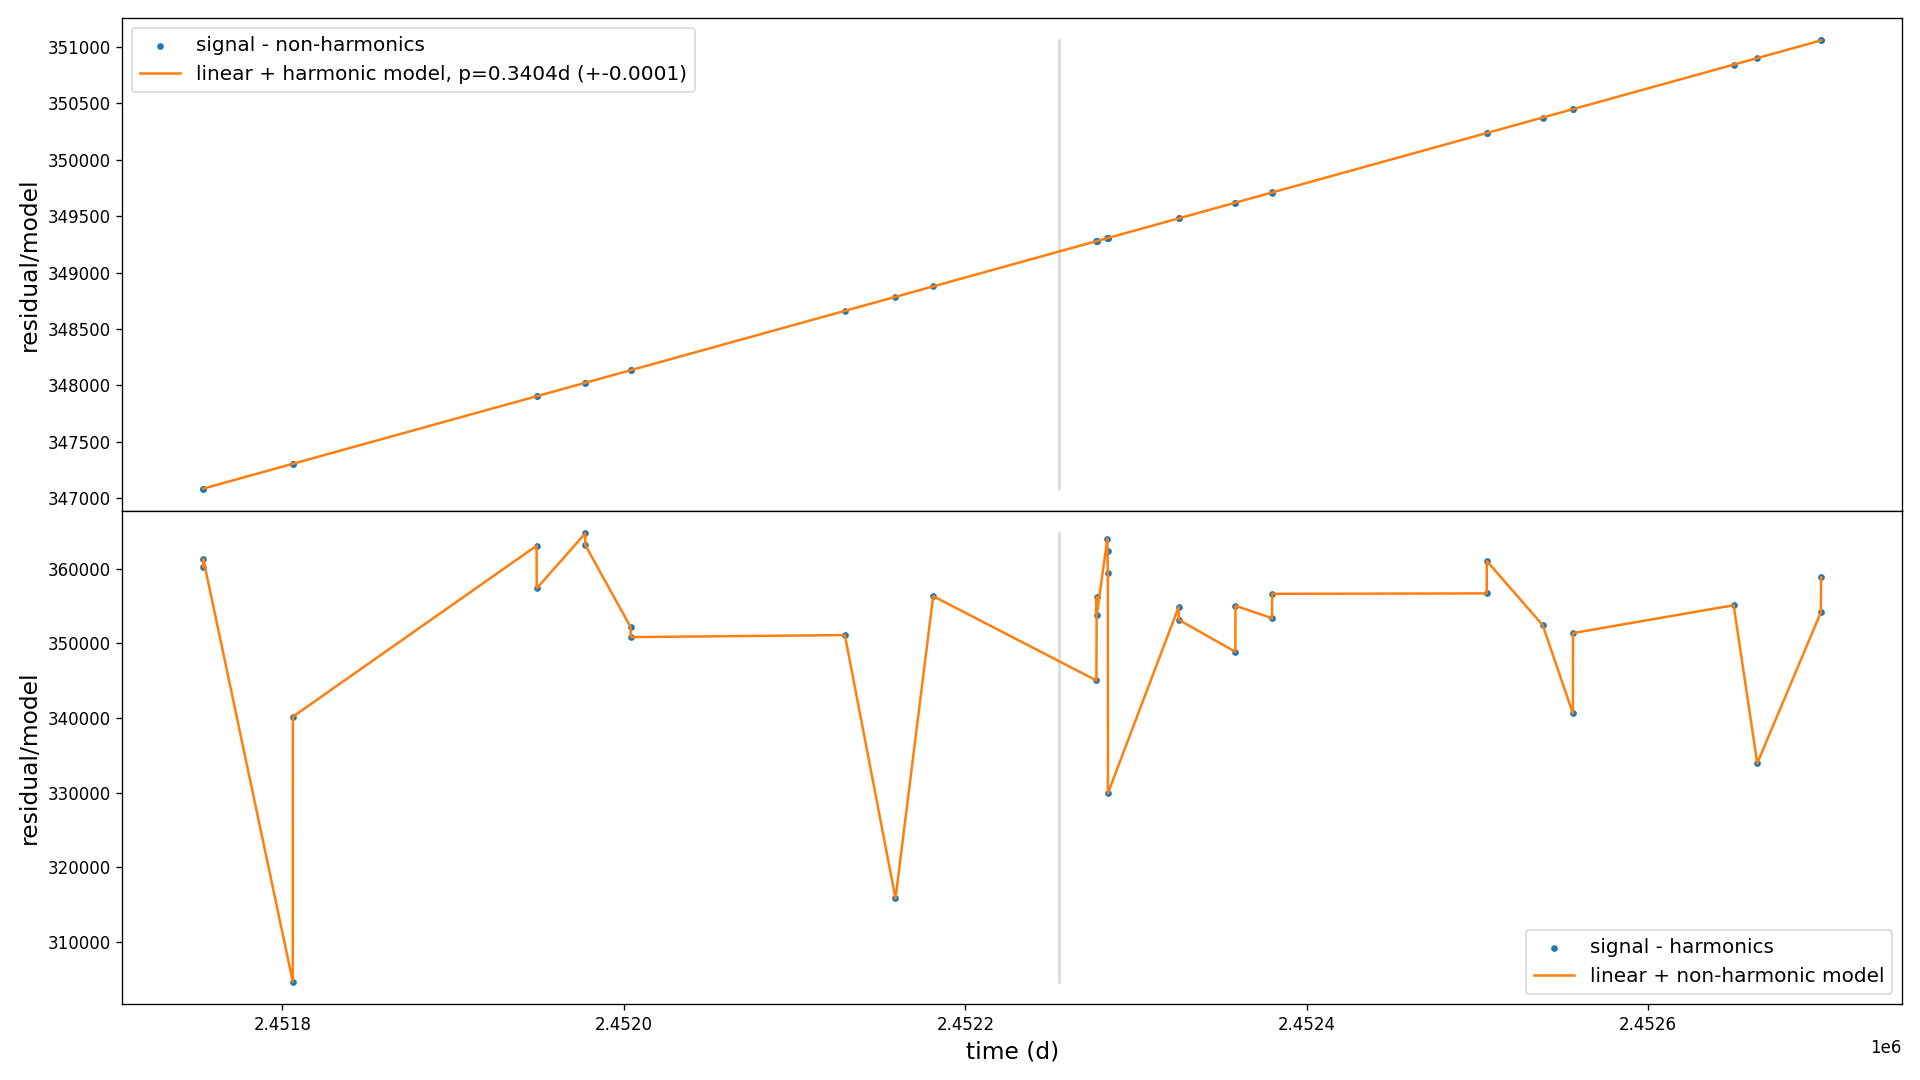 signal - non-harmonics
linear + harmonic model, p=0.3404d (+-0.0001)
351000
350500
350000
349500
349000
348500
348000
347500
347000
residual/model
360000
350000
340000
330000
320000
310000
residual/model
signal - harmonics
linear + non-harmonic model
2.4518
2.4520
2.4522
2.4524
2.4526
1e6
time (d)